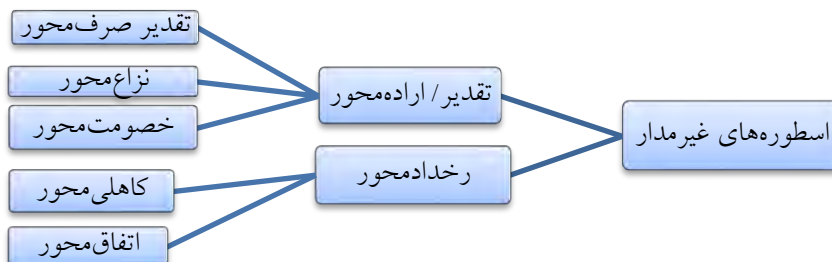 اسطوره‌های غیرمدار
تقدیر/ اراده‌محور
تقدیر صرف‌محور
نزاع‌محور
خصومت‌محور
رخدادمحور
کاهلی‌محور
اتفاق‌محور